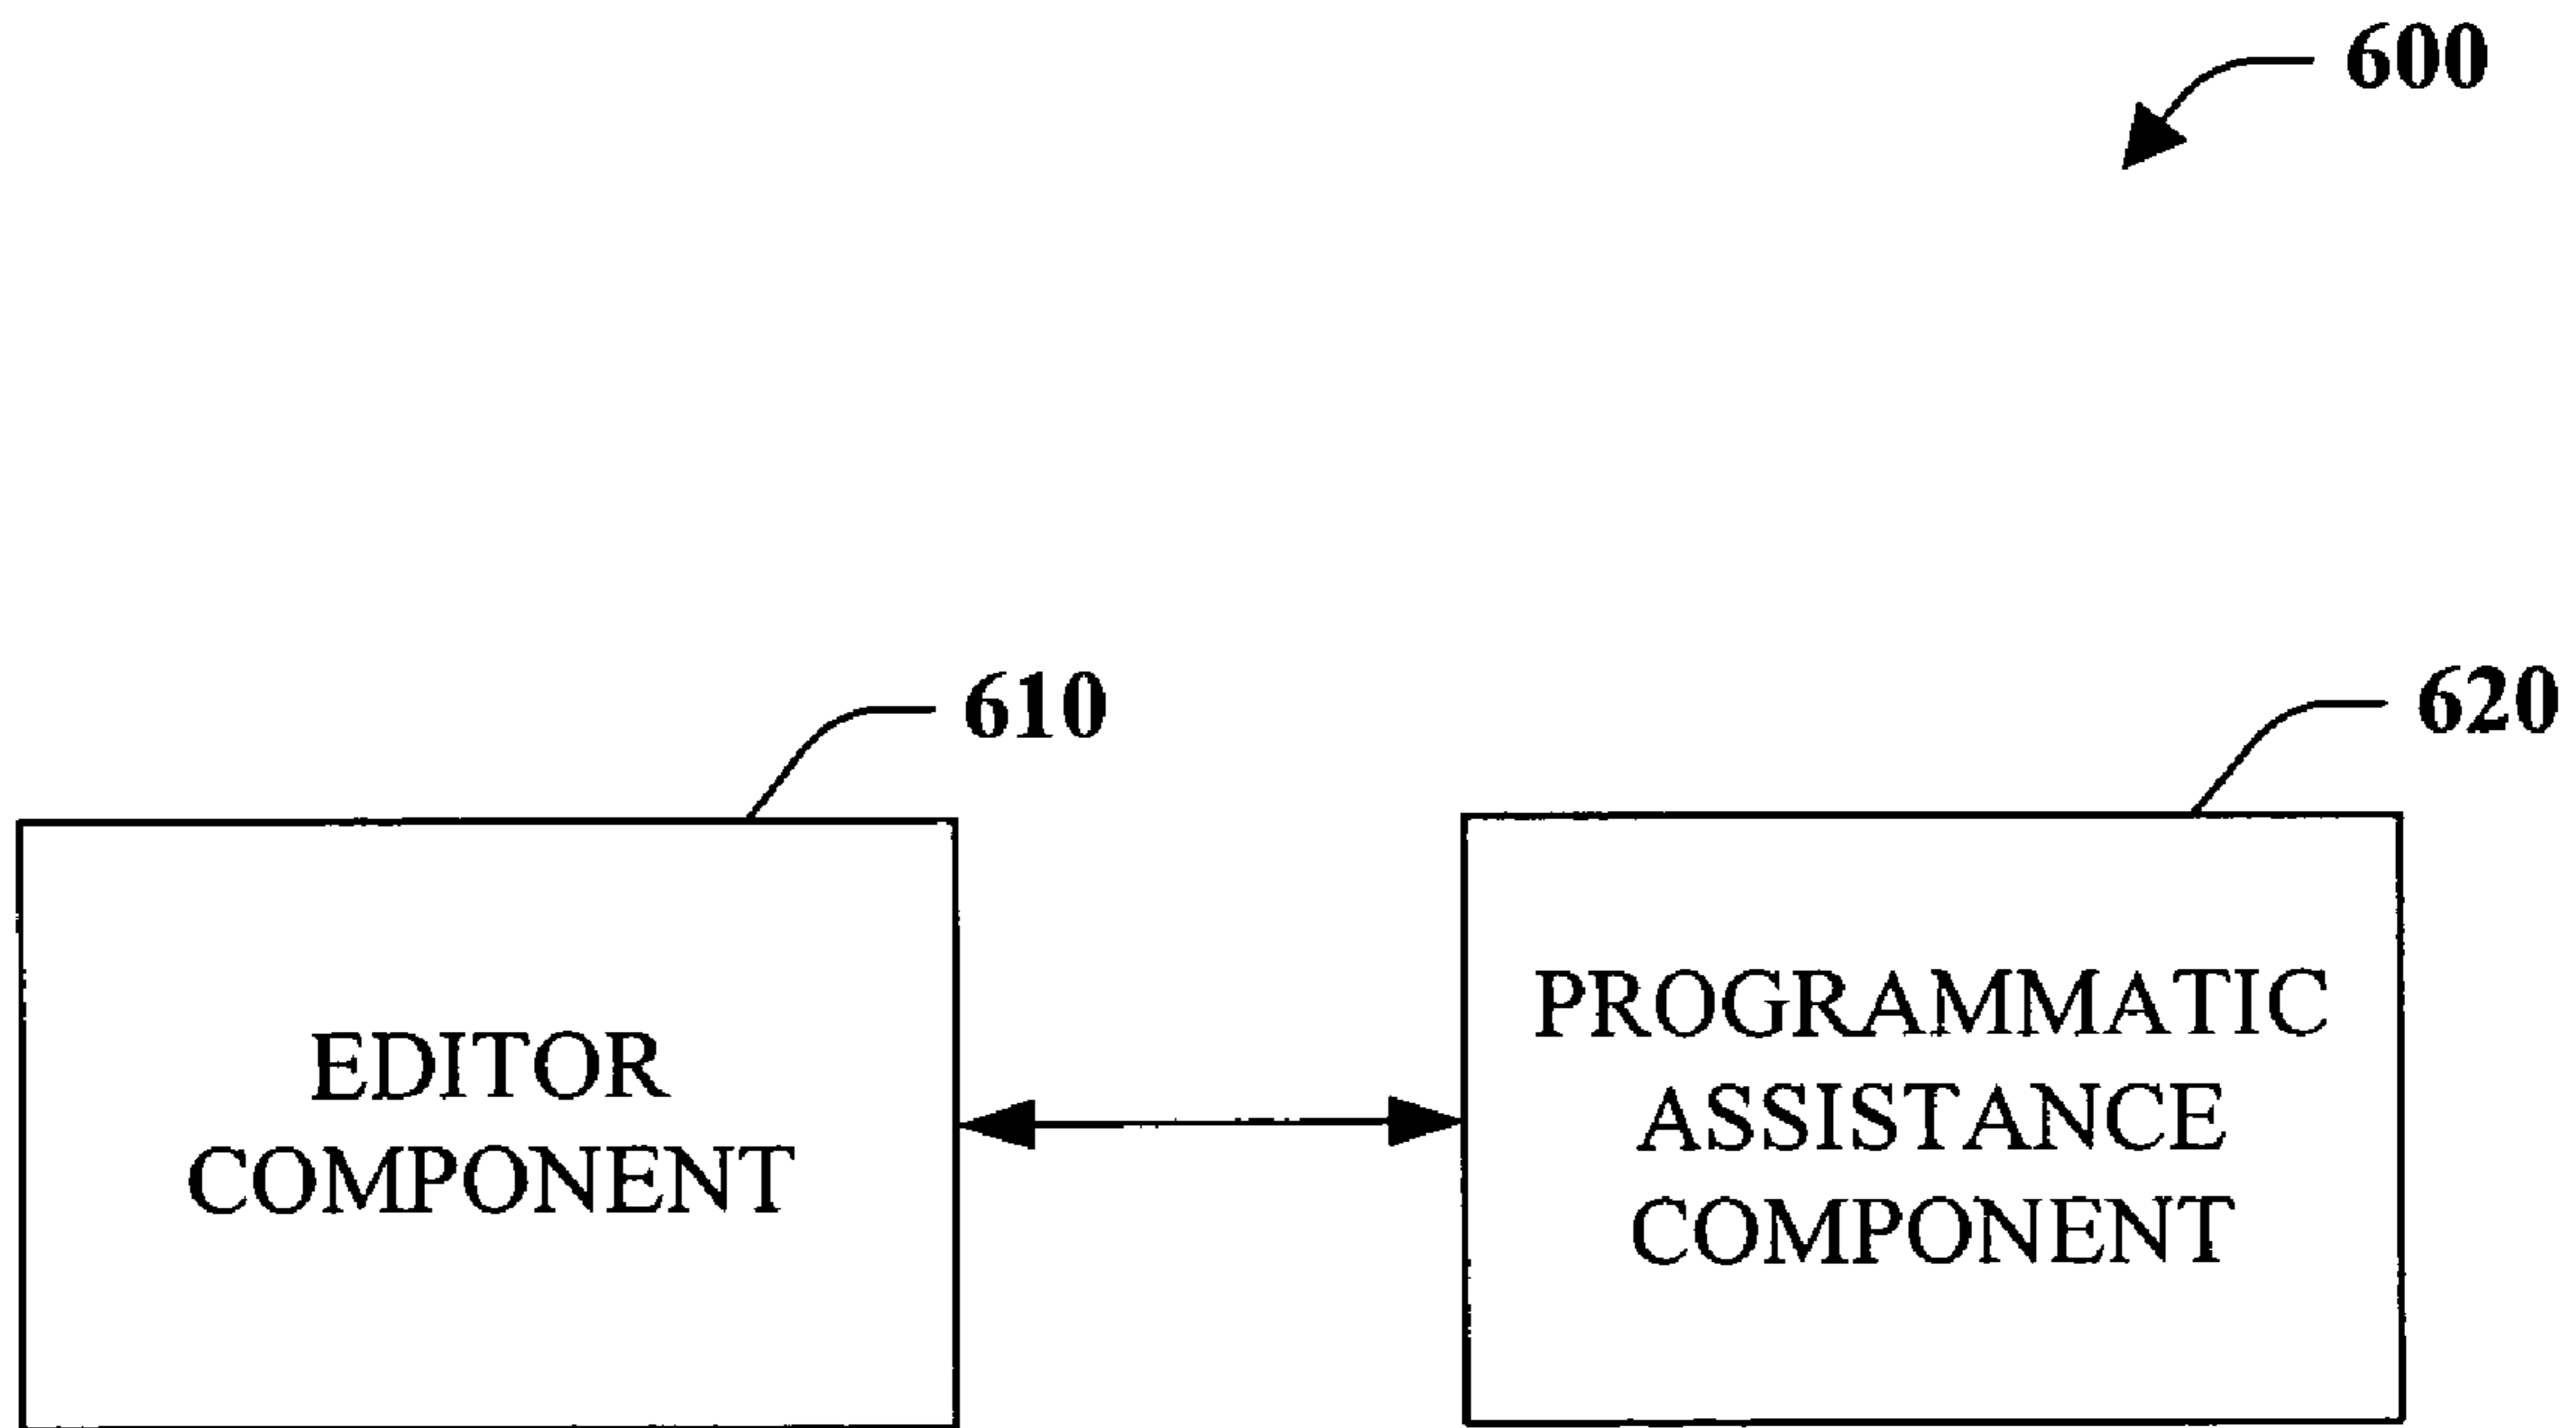 600
610
620
EDITOR
COMPONENT
PROGRAMMATIC
ASSISTANCE
COMPONENT